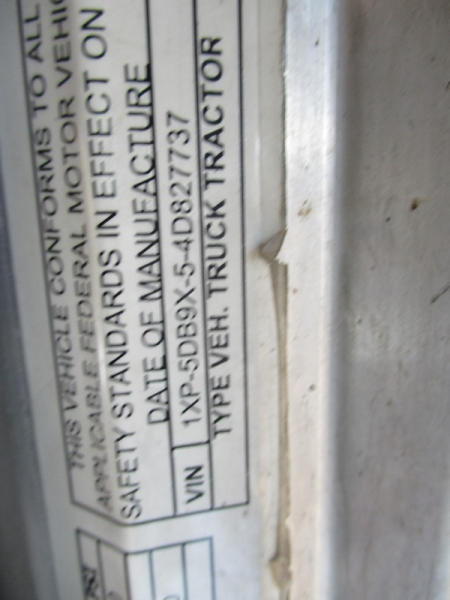 THIS VEHICLE CONFORMS TO ALL
APPLICABLE FEDERAL MOTOR VEHIC
SAFETY STANDARDS IN EFFECT ON
DATE OF MANUFACTURE
VIN 1XP-5DB9X-5-4D827737
TYPE VEH. TRUCK TRACTOR